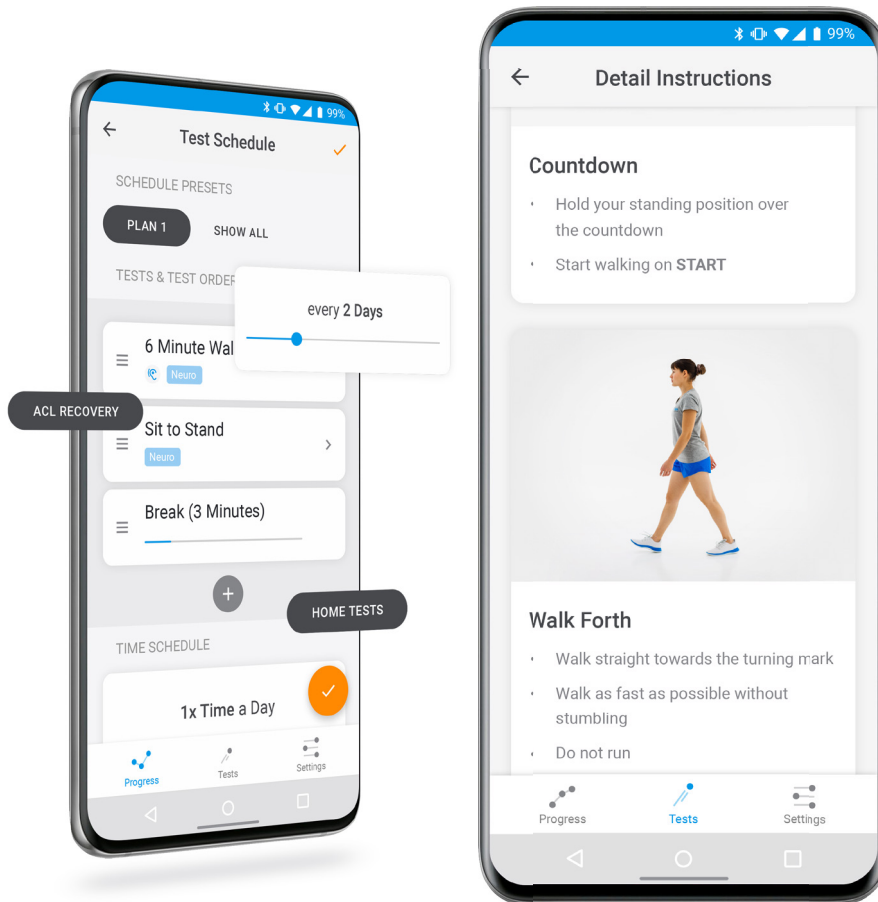 99%
Test Schedule
SCHEDULE PRESETS
PLAN 1
SHOW ALL
TESTS & TEST ORDER
every 2 Days
6 Minute Wal
Neuro
ACL RECOVERY
Sit to Stand
Neuro
Break (3 Minutes)
HOME TESTS
TIME SCHEDULE
1x Time a Day
Progress
Tests
Settings
99%
Detail Instructions
Countdown
· Hold your standing position over
the countdown
· Start walking on START
Walk Forth
· Walk straight towards the turning mark
· Walk as fast as possible without
stumbling
· Do not run
Progress
Tests
Settings